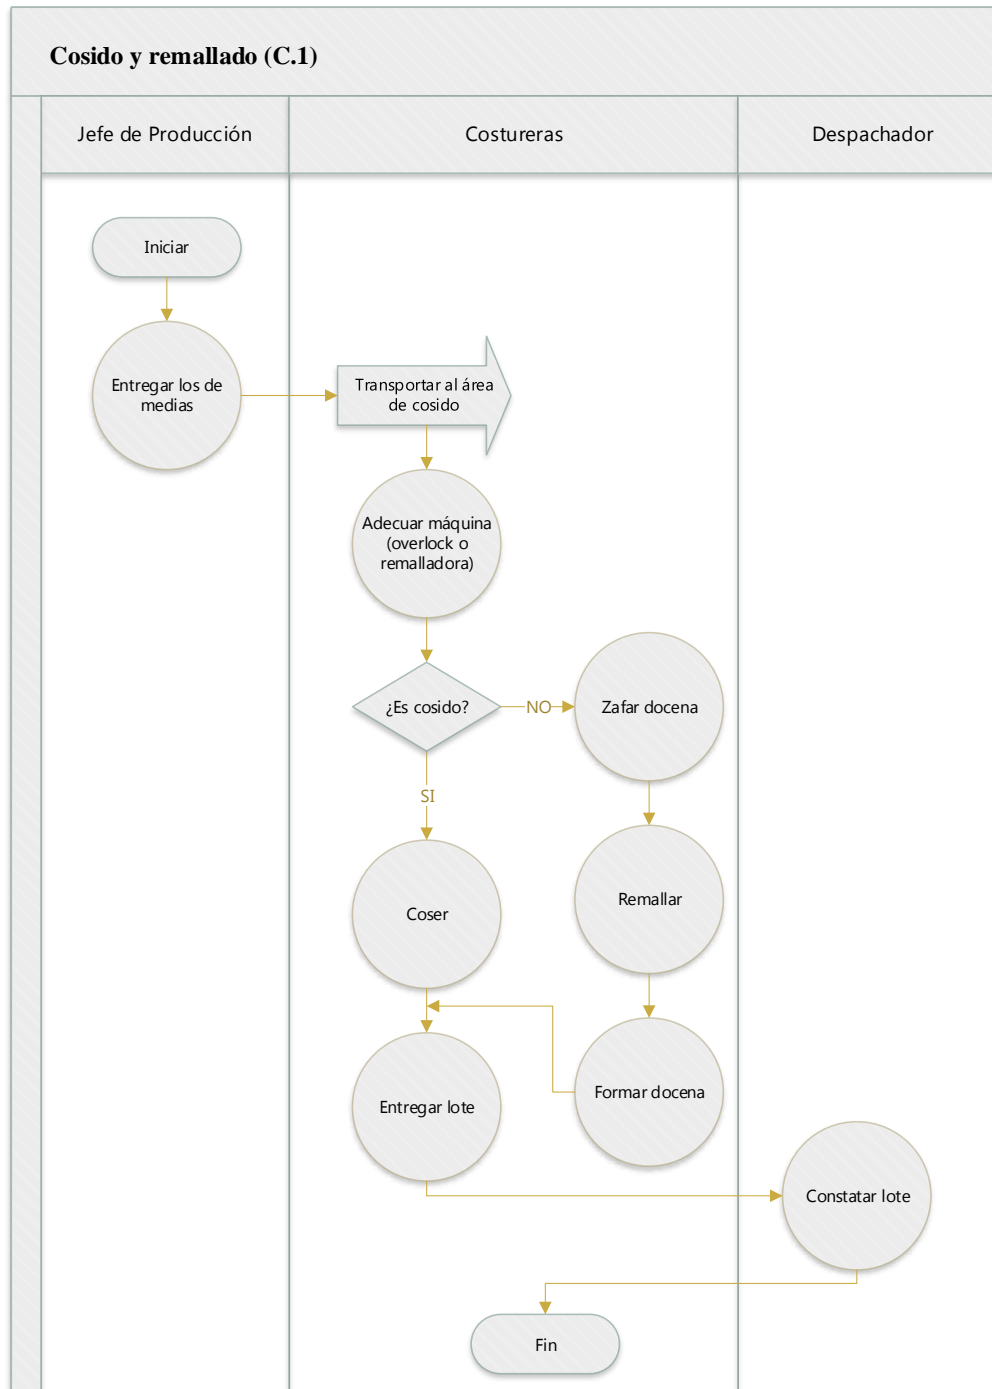 Cosido y remallado (C.1)
Jefe de Producción
Costureras
Despachador
Iniciar
Entregar los de
medias
Transportar al área
de cosido
Adecuar máquina
(overlock o
remalladora)
¿Es cosido?
NO
Zafar docena
SI
Coser
Remallar
Entregar lote
Formar docena
Constatar lote
Fin